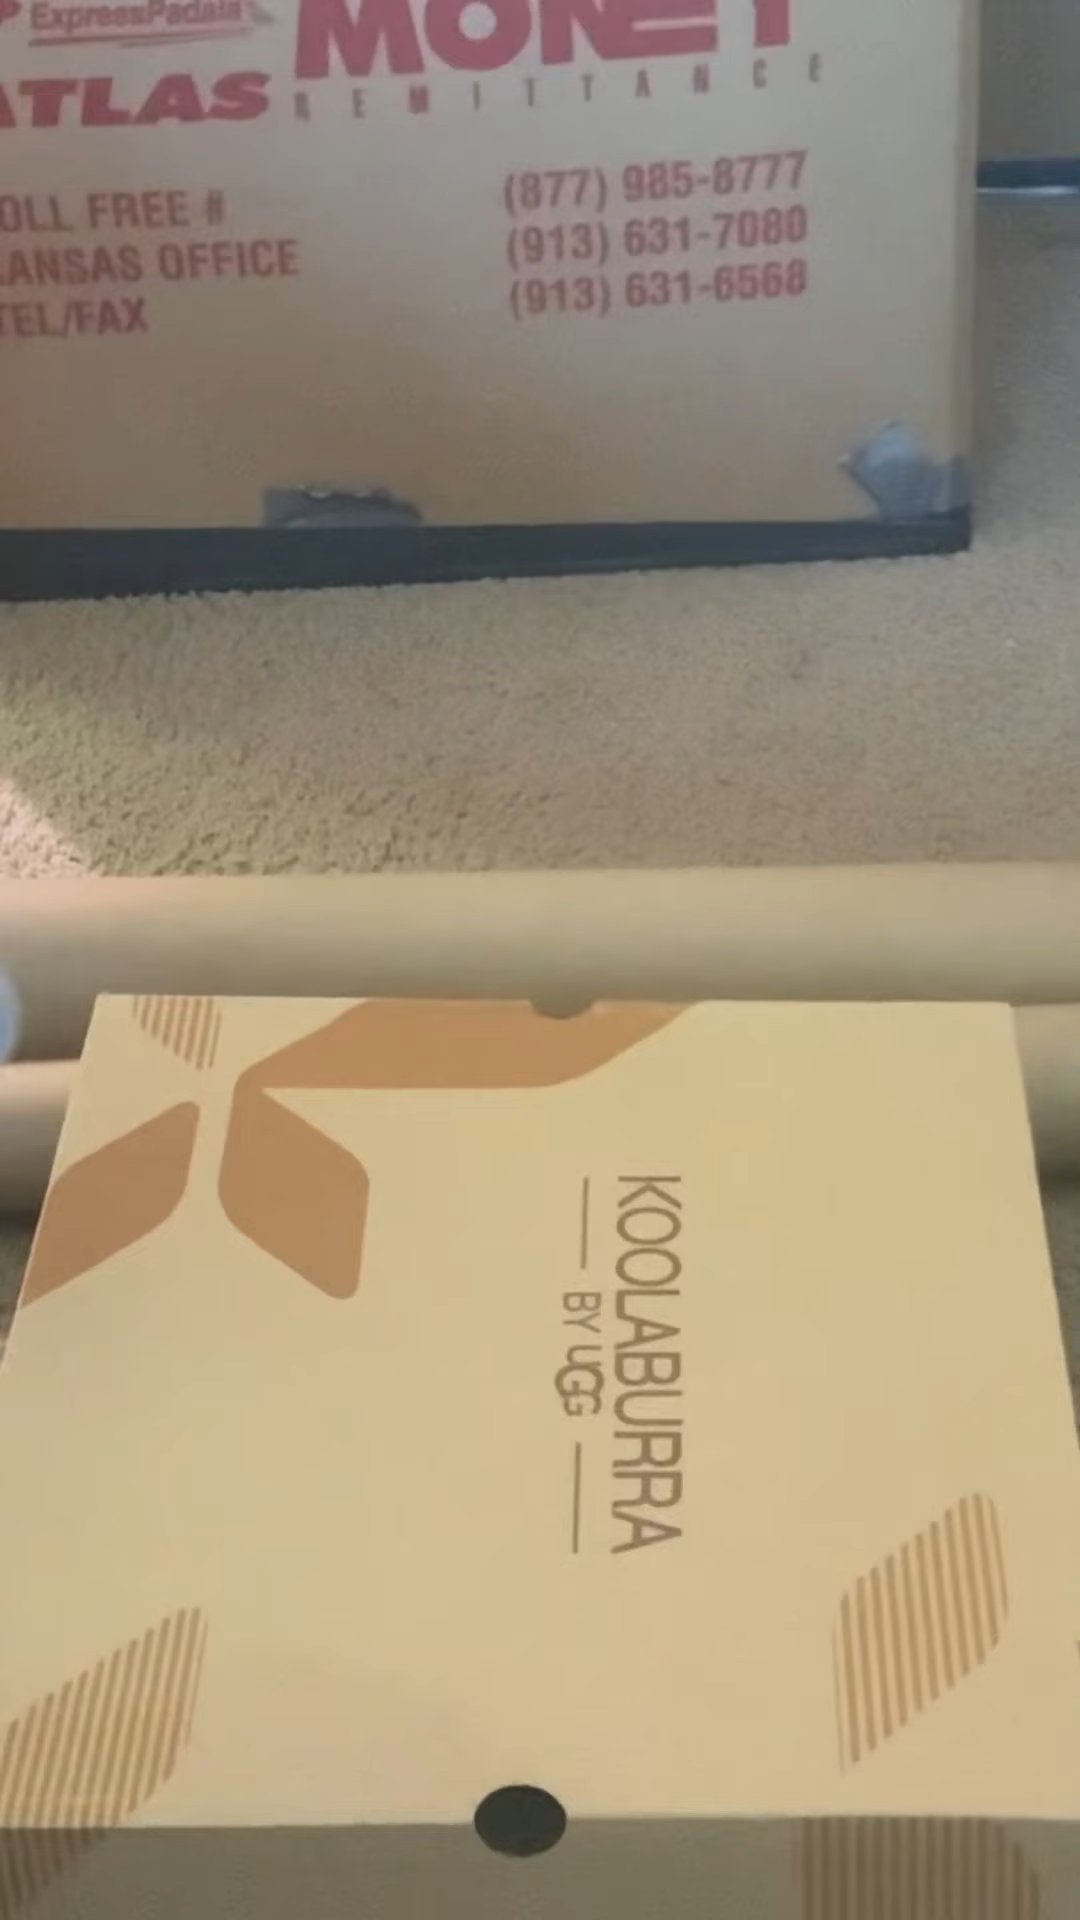 ExpressPadala
MONEY
ATLAS
REMITTANCE
OLL FREE # (877) 985-8777
ANSAS OFFICE (913) 631-7080
TEL/FAX (913) 631-6568
KOOLABURRA
BY UGG